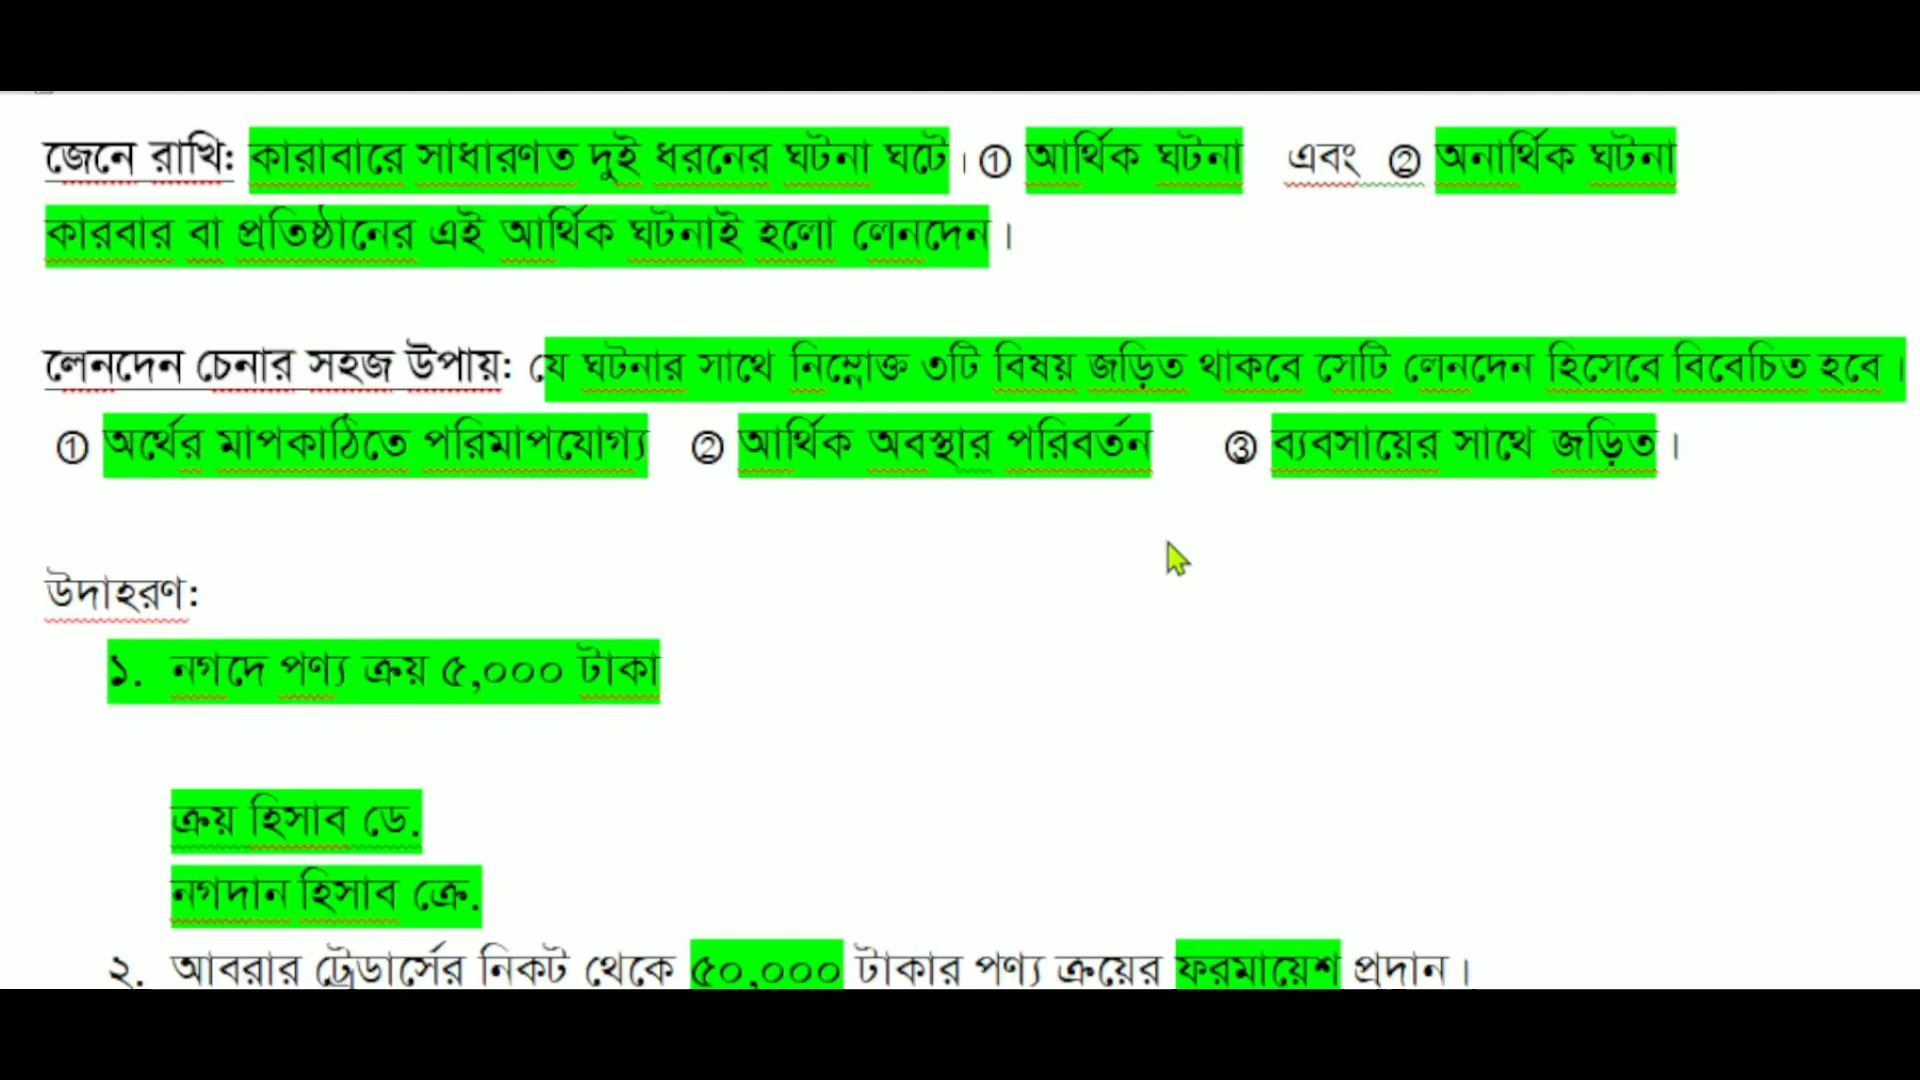 জেনে রাখি: কারাবারে সাধারণত দুই ধরনের ঘটনা ঘটে। ① আর্থিক ঘটনা এবং ② অনার্থিক ঘটনা
কারবার বা প্রতিষ্ঠানের এই আর্থিক ঘটনাই হলো লেনদেন।
লেনদেন চেনার সহজ উপায়: যে ঘটনার সাথে নিম্নোক্ত ৩টি বিষয় জড়িত থাকবে সেটি লেনদেন হিসেবে বিবেচিত হবে।
① অর্থের মাপকাঠিতে পরিমাপযোগ্য ② আর্থিক অবস্থার পরিবর্তন ③ ব্যবসায়ের সাথে জড়িত।
উদাহরণ:
১. নগদে পণ্য ক্রয় ৫,০০০ টাকা
ক্রয় হিসাব ডে.
নগদান হিসাব ক্রে.
২. আবরার ট্রেডার্সের নিকট থেকে ৫০,০০০ টাকার পণ্য ক্রয়ের ফরমায়েশ প্রদান।